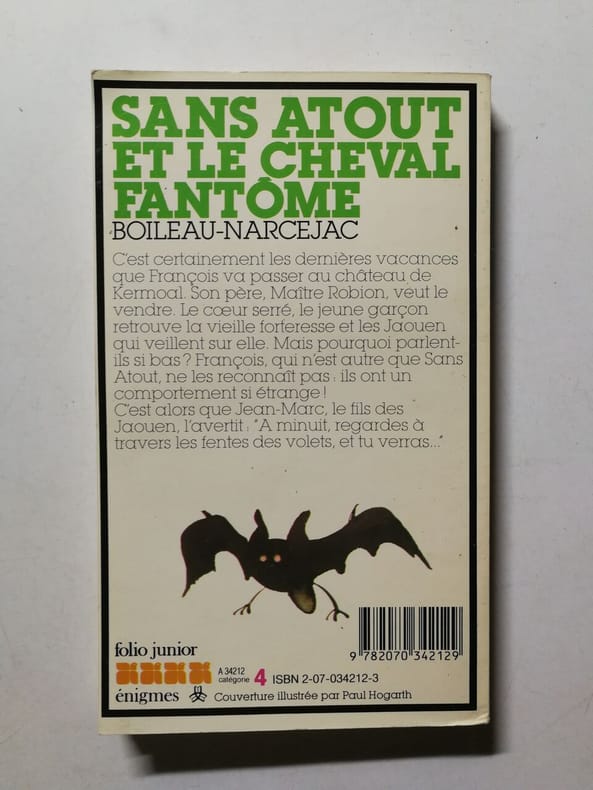 SANS ATOUT
ET LE CHEVAL
FANTÔME
BOILEAU-NARCEJAC
C'est certainement les dernières vacances
que François va passer au château de
Kermoal. Son père, Maître Robion, veut le
vendre. Le cœur serré, le jeune garçon
retrouve la vieille forteresse et les Jaouen
qui veillent sur elle. Mais pourquoi parlent-
ils si bas ? François, qui n'est autre que Sans
Atout, ne les reconnaît pas : ils ont un
comportement si étrange !
C'est alors que Jean-Marc, le fils des
Jaouen, l'avertit : "A minuit, regardes à
travers les fentes des volets, et tu verras..."
folio junior
énigmes
A 34212
catégorie 4
ISBN 2-07-034212-3
Couverture illustrée par Paul Hogarth
9 782070 342129